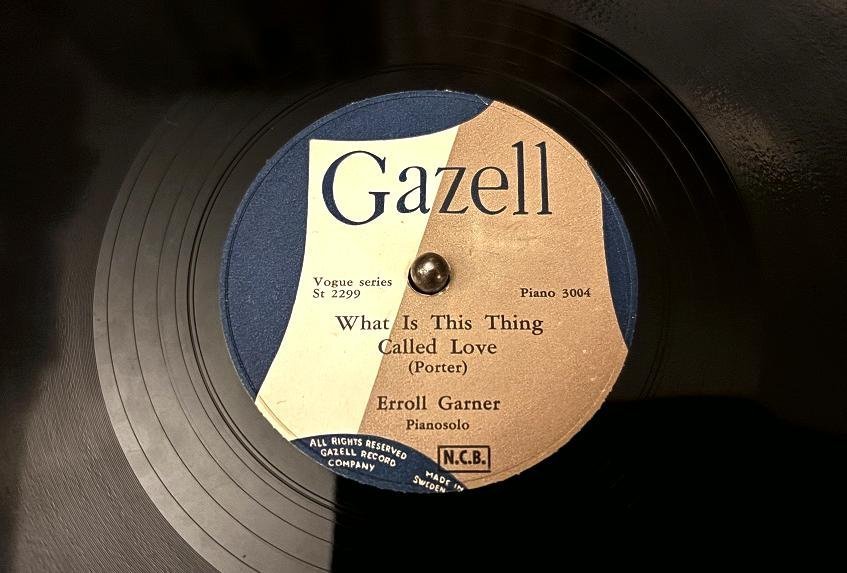 Gazell
Vogue series
St 2299
Piano 3004
What Is This Thing
Called Love
(Porter)
Erroll Garner
Pianosolo
N.C.B.
ALL RIGHTS RESERVED
GAZELL RECORD
COMPANY
MADE IN
SWEDEN